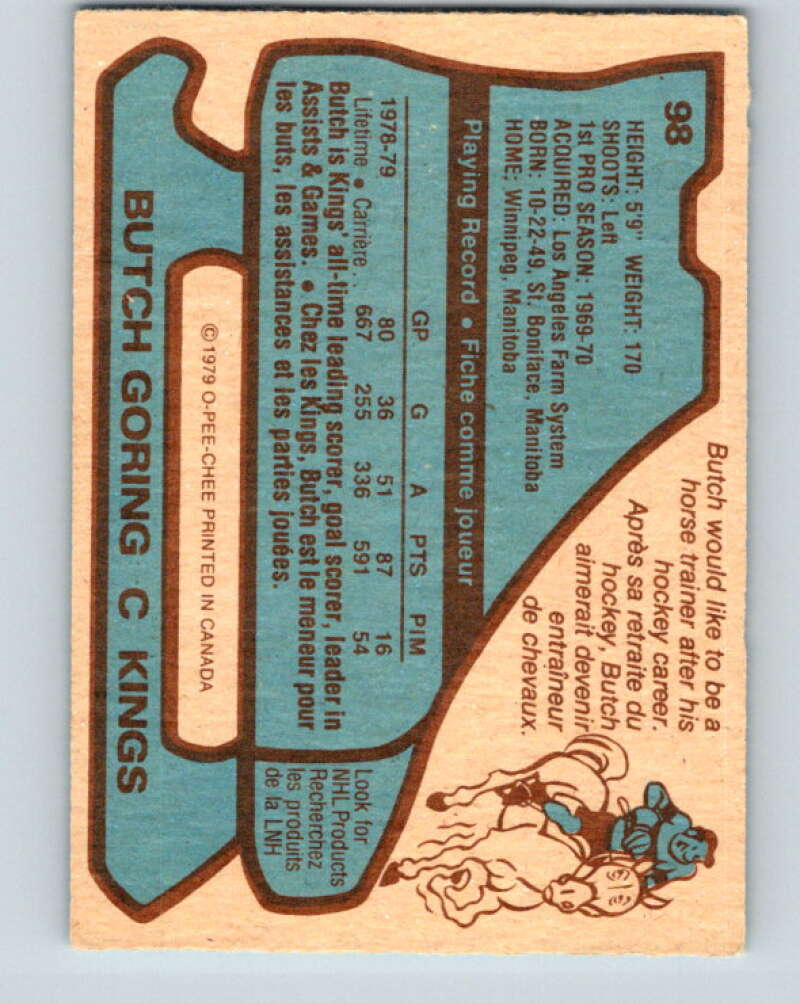 98
HEIGHT: 5'9" WEIGHT: 170
SHOOTS: Left
1st PRO SEASON: 1969-70
ACQUIRED: Los Angeles Farm System
BORN: 10-22-49, St. Boniface, Manitoba
HOME: Winnipeg, Manitoba
Butch would like to be a
horse trainer after his
hockey career.
Après sa retraite du
hockey, Butch
aimerait devenir
entraîneur
de chevaux.
Playing Record • Fiche comme joueur
GP G A PTS PIM
1978-79 80 36 51 87 16
Lifetime • Carrière .. 667 255 336 591 54
Butch is Kings' all-time leading scorer, goal scorer, leader in
Assists & Games. • Chez les Kings, Butch est le meneur pour
les buts, les assistances et les parties jouées.
Look for
NHL Products
Recherchez
les produits
de la LNH
© 1979 O-PEE-CHEE PRINTED IN CANADA
BUTCH GORING C KINGS